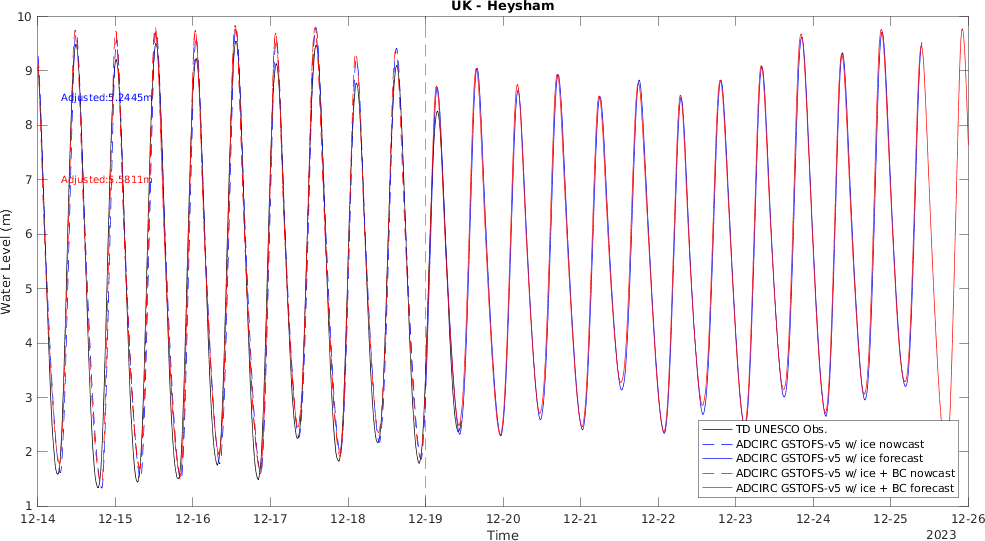 UK - Heysham
10
9
8
7
6
5
4
3
2
1
Water Level (m)
Adjusted:5.2445m
Adjusted:5.5811m
TD UNESCO Obs.
ADCIRC GSTOFS-v5 w/ ice nowcast
ADCIRC GSTOFS-v5 w/ ice forecast
ADCIRC GSTOFS-v5 w/ ice + BC nowcast
ADCIRC GSTOFS-v5 w/ ice + BC forecast
12-14 12-15 12-16 12-17 12-18 12-19 12-20 12-21 12-22 12-23 12-24 12-25 12-26
Time
2023